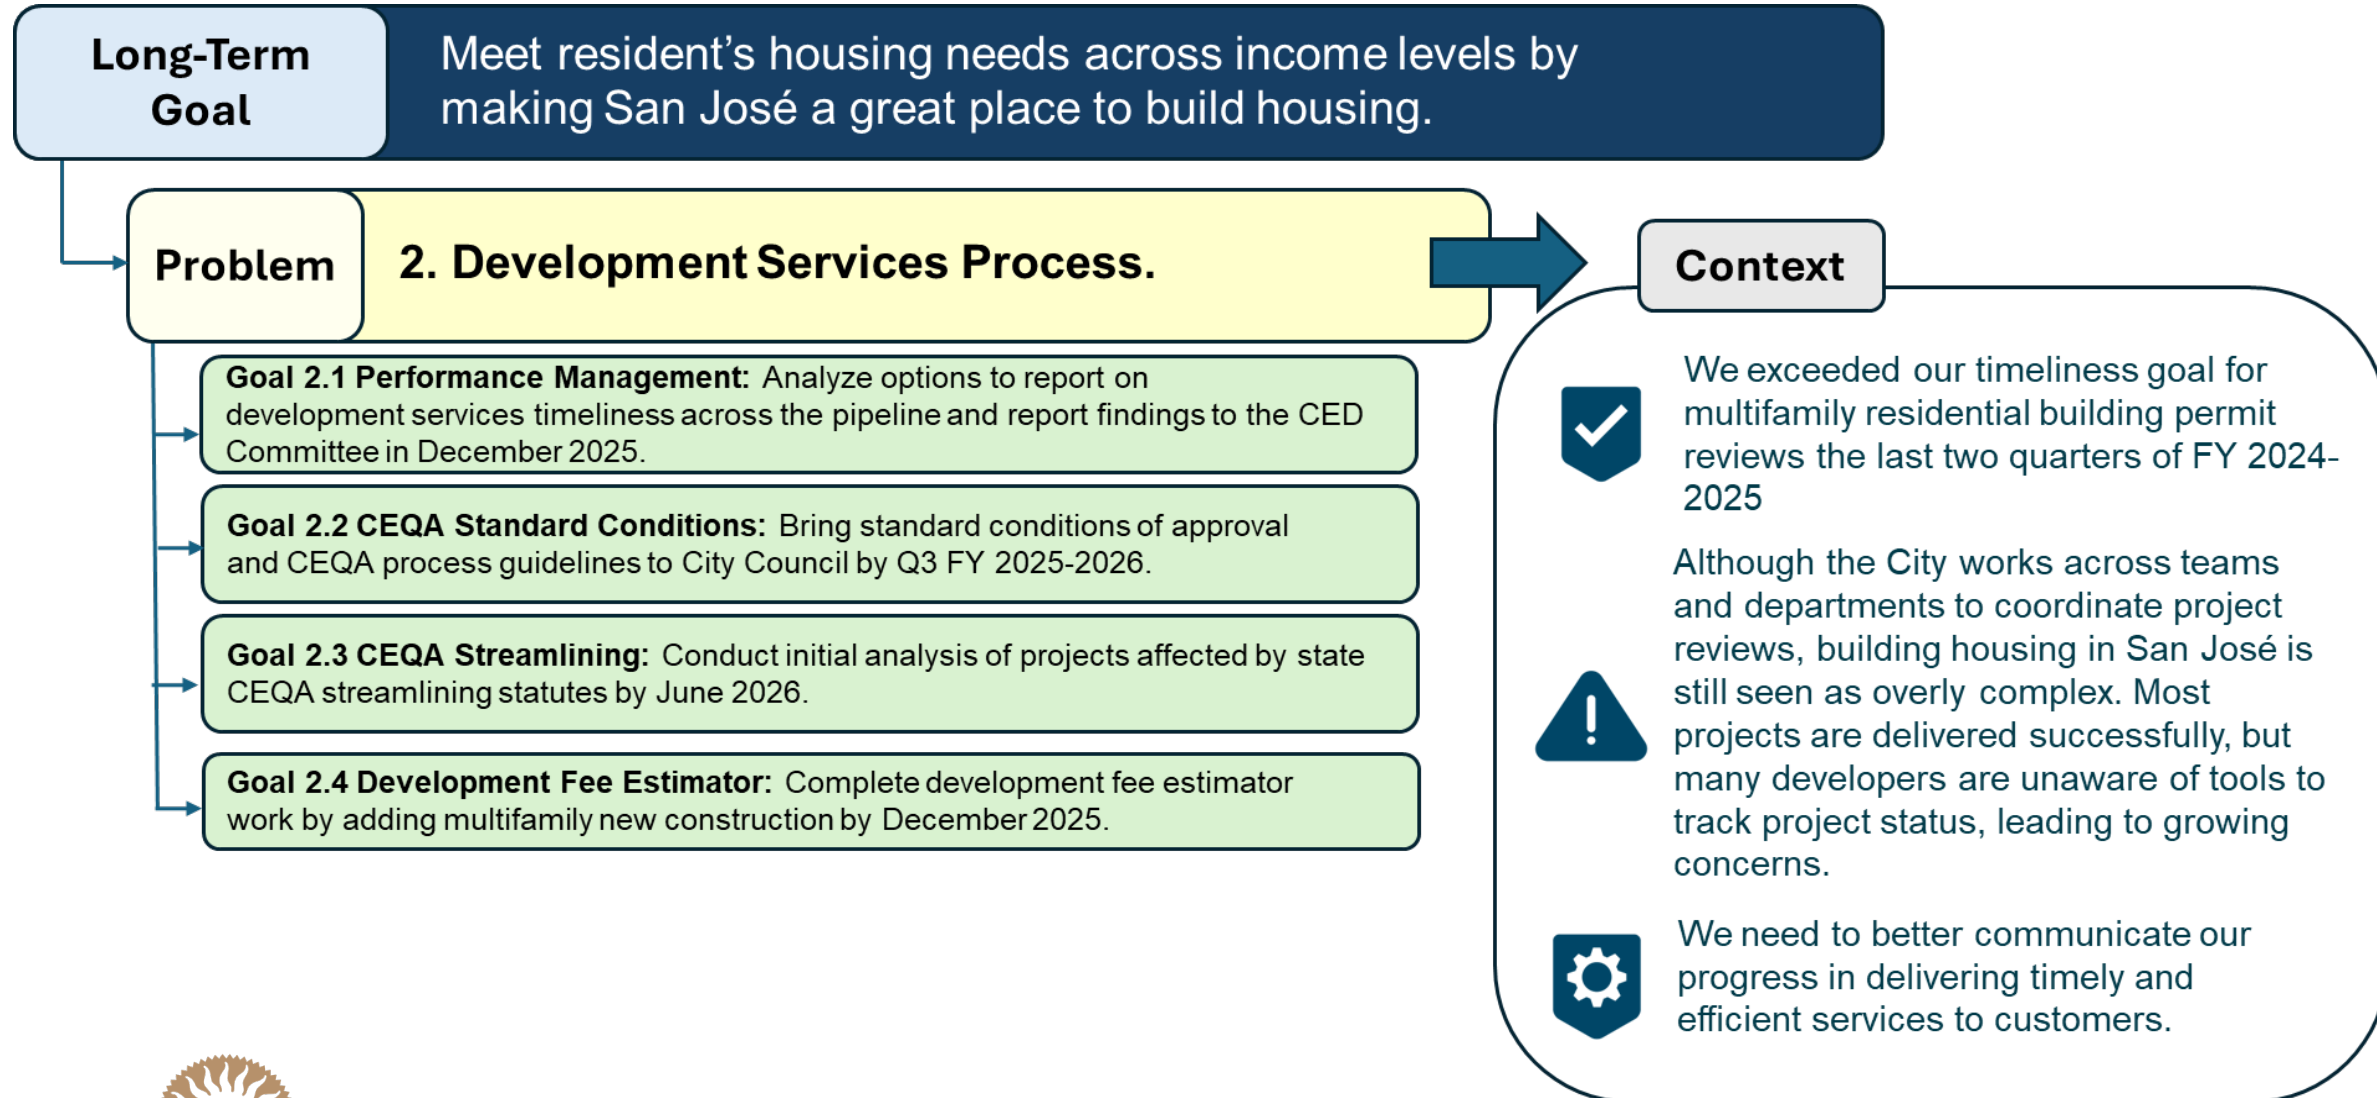 Long-Term
Goal
Meet resident’s housing needs across income levels by
making San José a great place to build housing.
Problem
2. Development Services Process.
Goal 2.1 Performance Management: Analyze options to report on
development services timeliness across the pipeline and report findings to the CED
Committee in December 2025.
Goal 2.2 CEQA Standard Conditions: Bring standard conditions of approval
and CEQA process guidelines to City Council by Q3 FY 2025-2026.
Goal 2.3 CEQA Streamlining: Conduct initial analysis of projects affected by state
CEQA streamlining statutes by June 2026.
Goal 2.4 Development Fee Estimator: Complete development fee estimator
work by adding multifamily new construction by December 2025.
Context
We exceeded our timeliness goal for
multifamily residential building permit
reviews the last two quarters of FY 2024-
2025
Although the City works across teams
and departments to coordinate project
reviews, building housing in San José is
still seen as overly complex. Most
projects are delivered successfully, but
many developers are unaware of tools to
track project status, leading to growing
concerns.
We need to better communicate our
progress in delivering timely and
efficient services to customers.